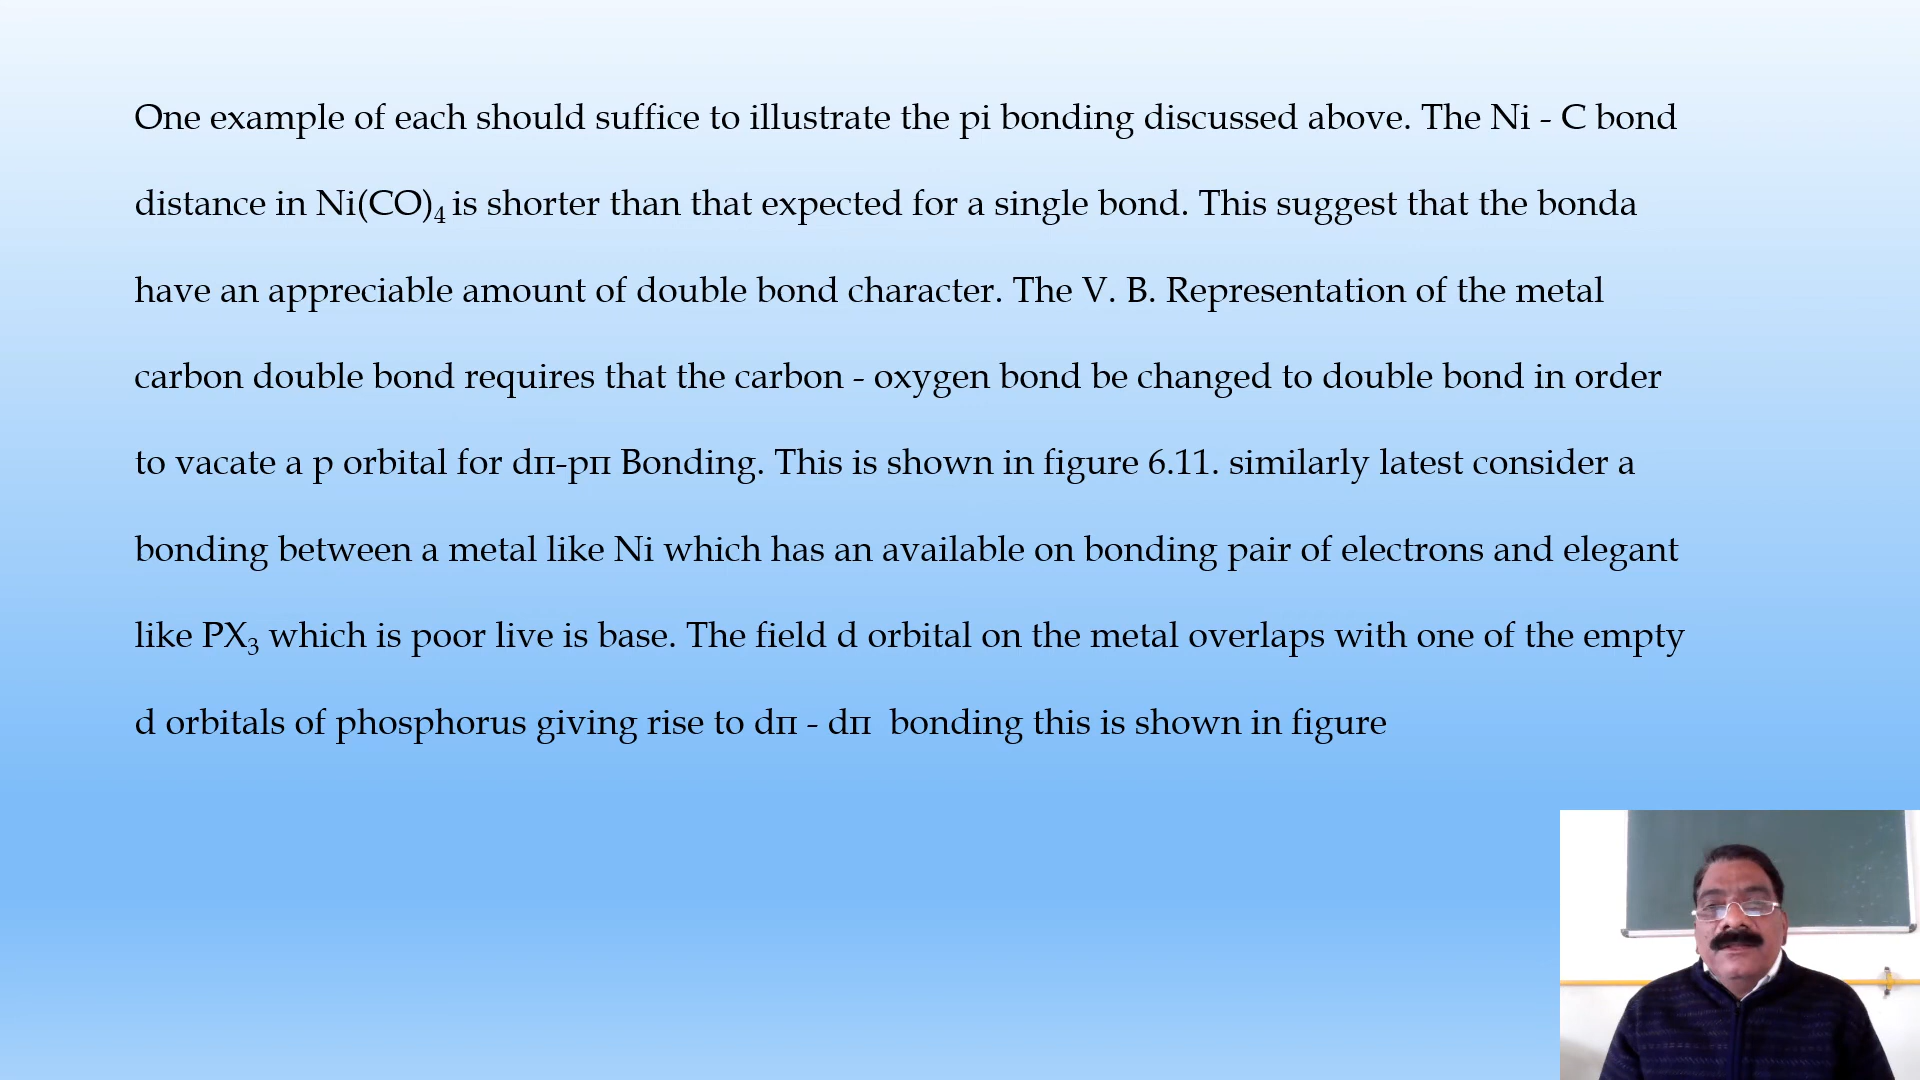 One example of each should suffice to illustrate the pi bonding discussed above. The Ni - C bond
distance in Ni(CO)₄ is shorter than that expected for a single bond. This suggest that the bonda
have an appreciable amount of double bond character. The V. B. Representation of the metal
carbon double bond requires that the carbon - oxygen bond be changed to double bond in order
to vacate a p orbital for dπ-pπ Bonding. This is shown in figure 6.11. similarly latest consider a
bonding between a metal like Ni which has an available on bonding pair of electrons and elegant
like PX₃ which is poor live is base. The field d orbital on the metal overlaps with one of the empty
d orbitals of phosphorus giving rise to dπ - dπ  bonding this is shown in figure